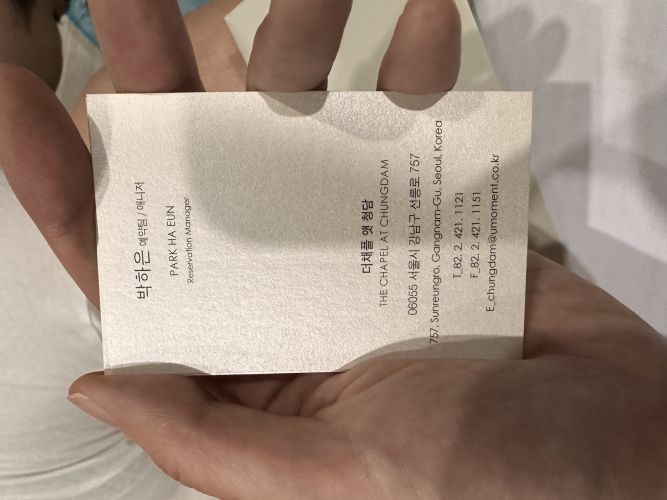 박하은 예약팀 / 매니저
PARK HA EUN
Reservation Manager
더채플 앳 청담
THE CHAPEL AT CHUNGDAM
06055 서울시 강남구 선릉로 757
757, Sunreungro, Gangnam-Gu, Seoul, Korea
T_82. 2. 421. 1121
F_82. 2. 421. 1151
E_chungdam@umoment.co.kr